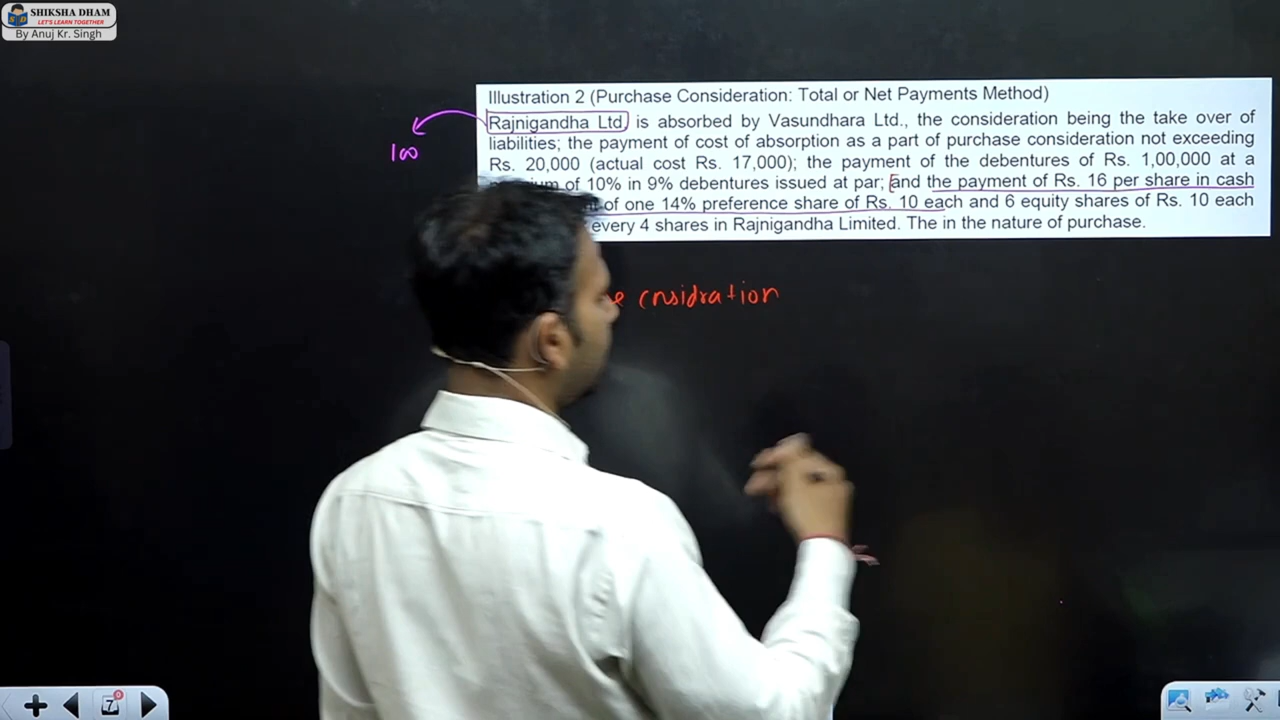 SHIKSHA DHAM
LET'S LEARN TOGETHER
By Anuj Kr. Singh
Illustration 2 (Purchase Consideration: Total or Net Payments Method)
Rajnigandha Ltd. is absorbed by Vasundhara Ltd., the consideration being the take over of
liabilities; the payment of cost of absorption as a part of purchase consideration not exceeding
Rs. 20,000 (actual cost Rs. 17,000); the payment of the debentures of Rs. 1,00,000 at a
of 10% in 9% debentures issued at par; and the payment of Rs. 16 per share in cash
of one 14% preference share of Rs. 10 each and 6 equity shares of Rs. 10 each
every 4 shares in Rajnigandha Limited. The in the nature of purchase.
100
cnsidration
7
0